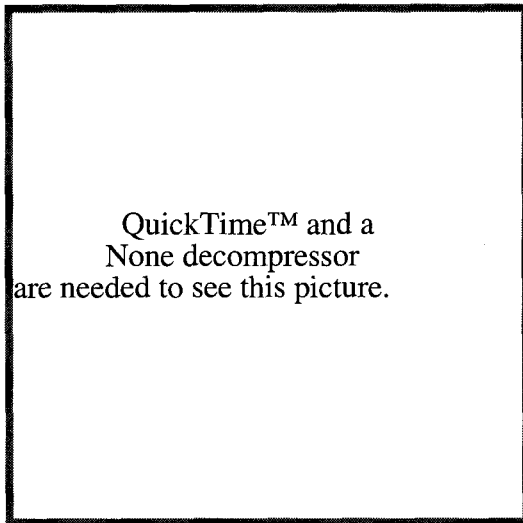 QuickTime™ and a
None decompressor
are needed to see this picture.